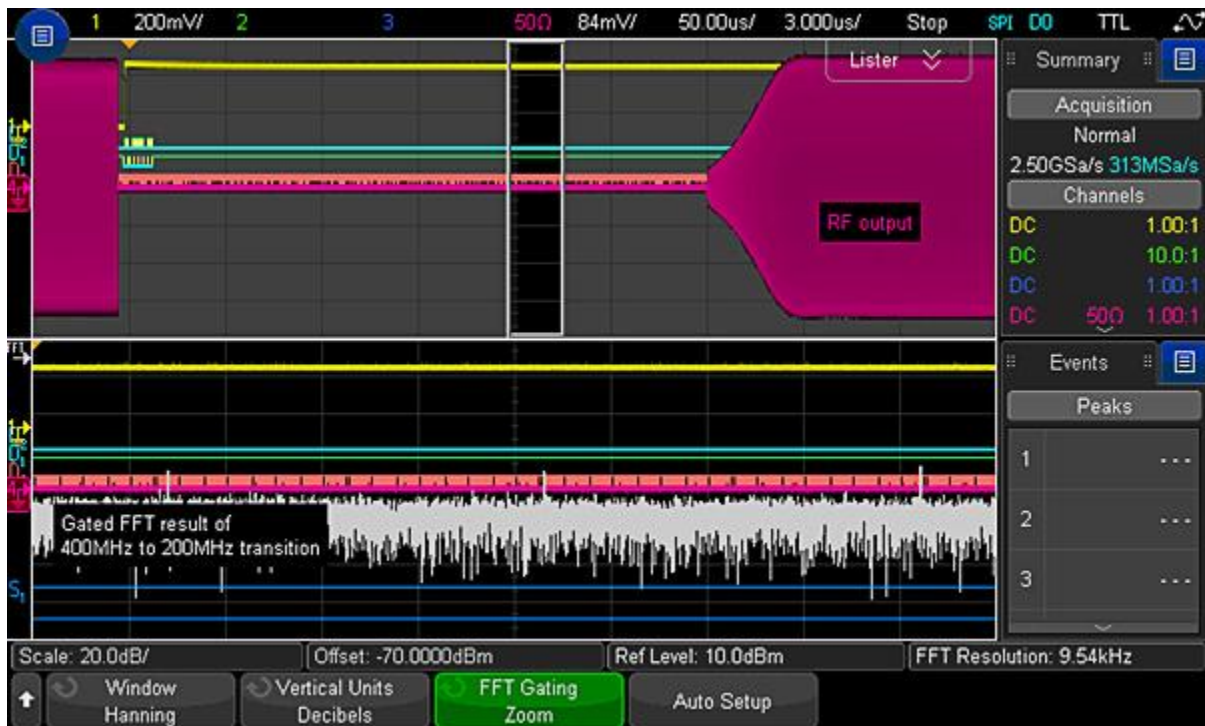 1 200mV/ 2 3 50Ω 84mV/ 50.00us/ 3.000us/ Stop SPI D0 TTL
Lister
Summary
Acquisition
Normal
2.50GSa/s 313MSa/s
Channels
DC 1.00:1
DC 10.0:1
DC 1.00:1
DC 50Ω 1.00:1
RF output
Events
Peaks
1 ---
2 ---
3 ---
Gated FFT result of
400MHz to 200MHz transition
S1
Scale: 20.0dB/ Offset: -70.0000dBm Ref Level: 10.0dBm FFT Resolution: 9.54kHz
Window
Hanning
Vertical Units
Decibels
FFT Gating
Zoom
Auto Setup